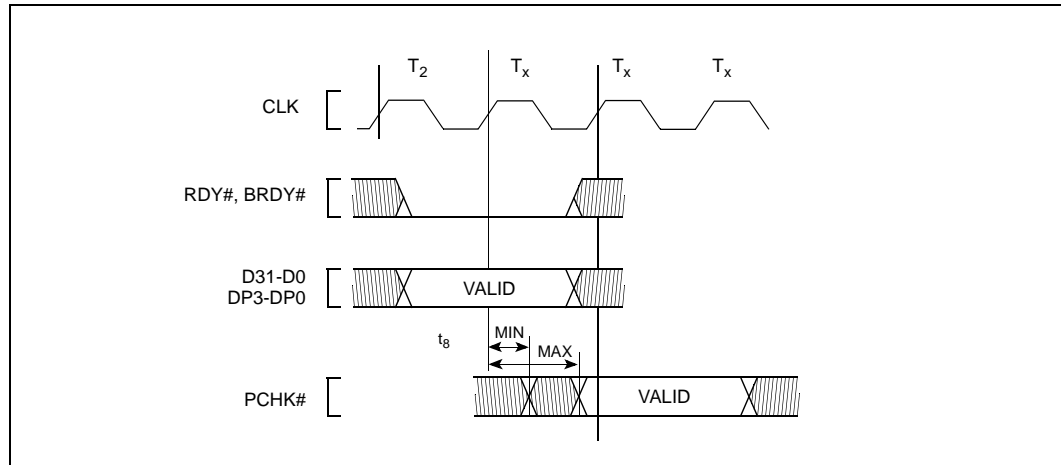 T2 Tx Tx Tx
CLK
RDY#, BRDY#
D31-D0
DP3-DP0
VALID
t8
MIN
MAX
PCHK#
VALID